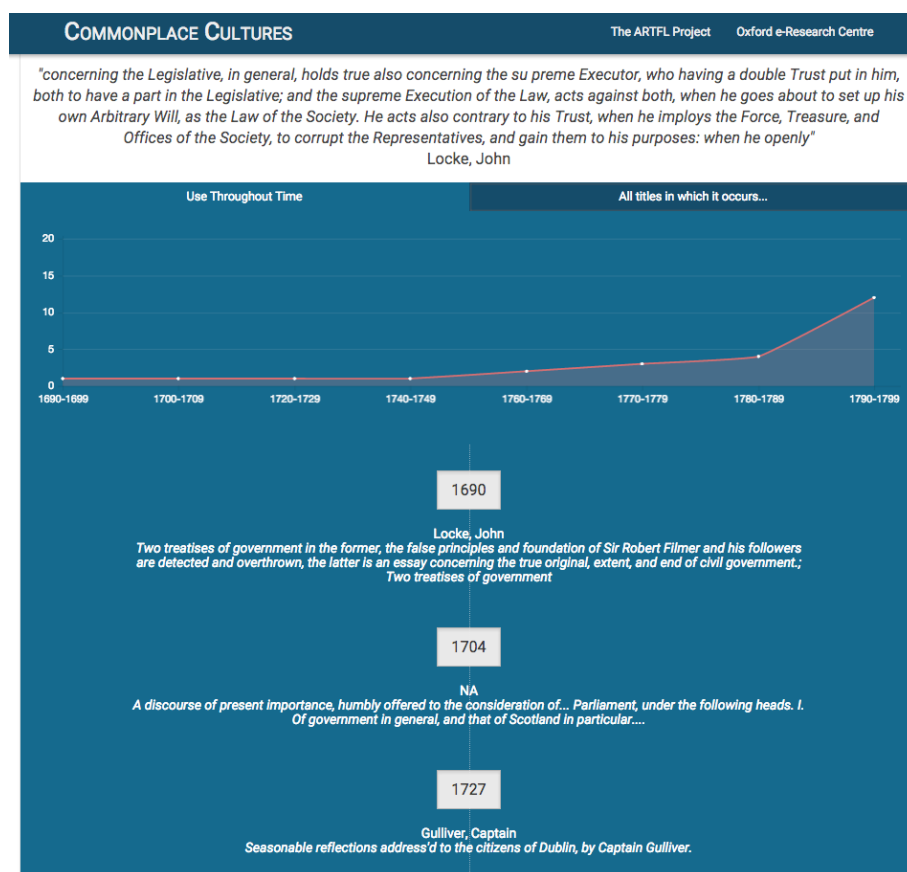 COMMONPLACE CULTURES
The ARTFL Project
Oxford e-Research Centre
"concerning the Legislative, in general, holds true also concerning the su preme Executor, who having a double Trust put in him,
both to have a part in the Legislative; and the supreme Execution of the Law, acts against both, when he goes about to set up his
own Arbitrary Will, as the Law of the Society. He acts also contrary to his Trust, when he imploys the Force, Treasure, and
Offices of the Society, to corrupt the Representatives, and gain them to his purposes: when he openly"
Locke, John
Use Throughout Time
All titles in which it occurs...
20
15
10
5
0
1690-1699
1700-1709
1720-1729
1740-1749
1760-1769
1770-1779
1780-1789
1790-1799
1690
Locke, John
Two treatises of government in the former, the false principles and foundation of Sir Robert Filmer and his followers
are detected and overthrown, the latter is an essay concerning the true original, extent, and end of civil government.;
Two treatises of government
1704
NA
A discourse of present importance, humbly offered to the consideration of... Parliament, under the following heads. I.
Of government in general, and that of Scotland in particular....
1727
Gulliver, Captain
Seasonable reflections address'd to the citizens of Dublin, by Captain Gulliver.